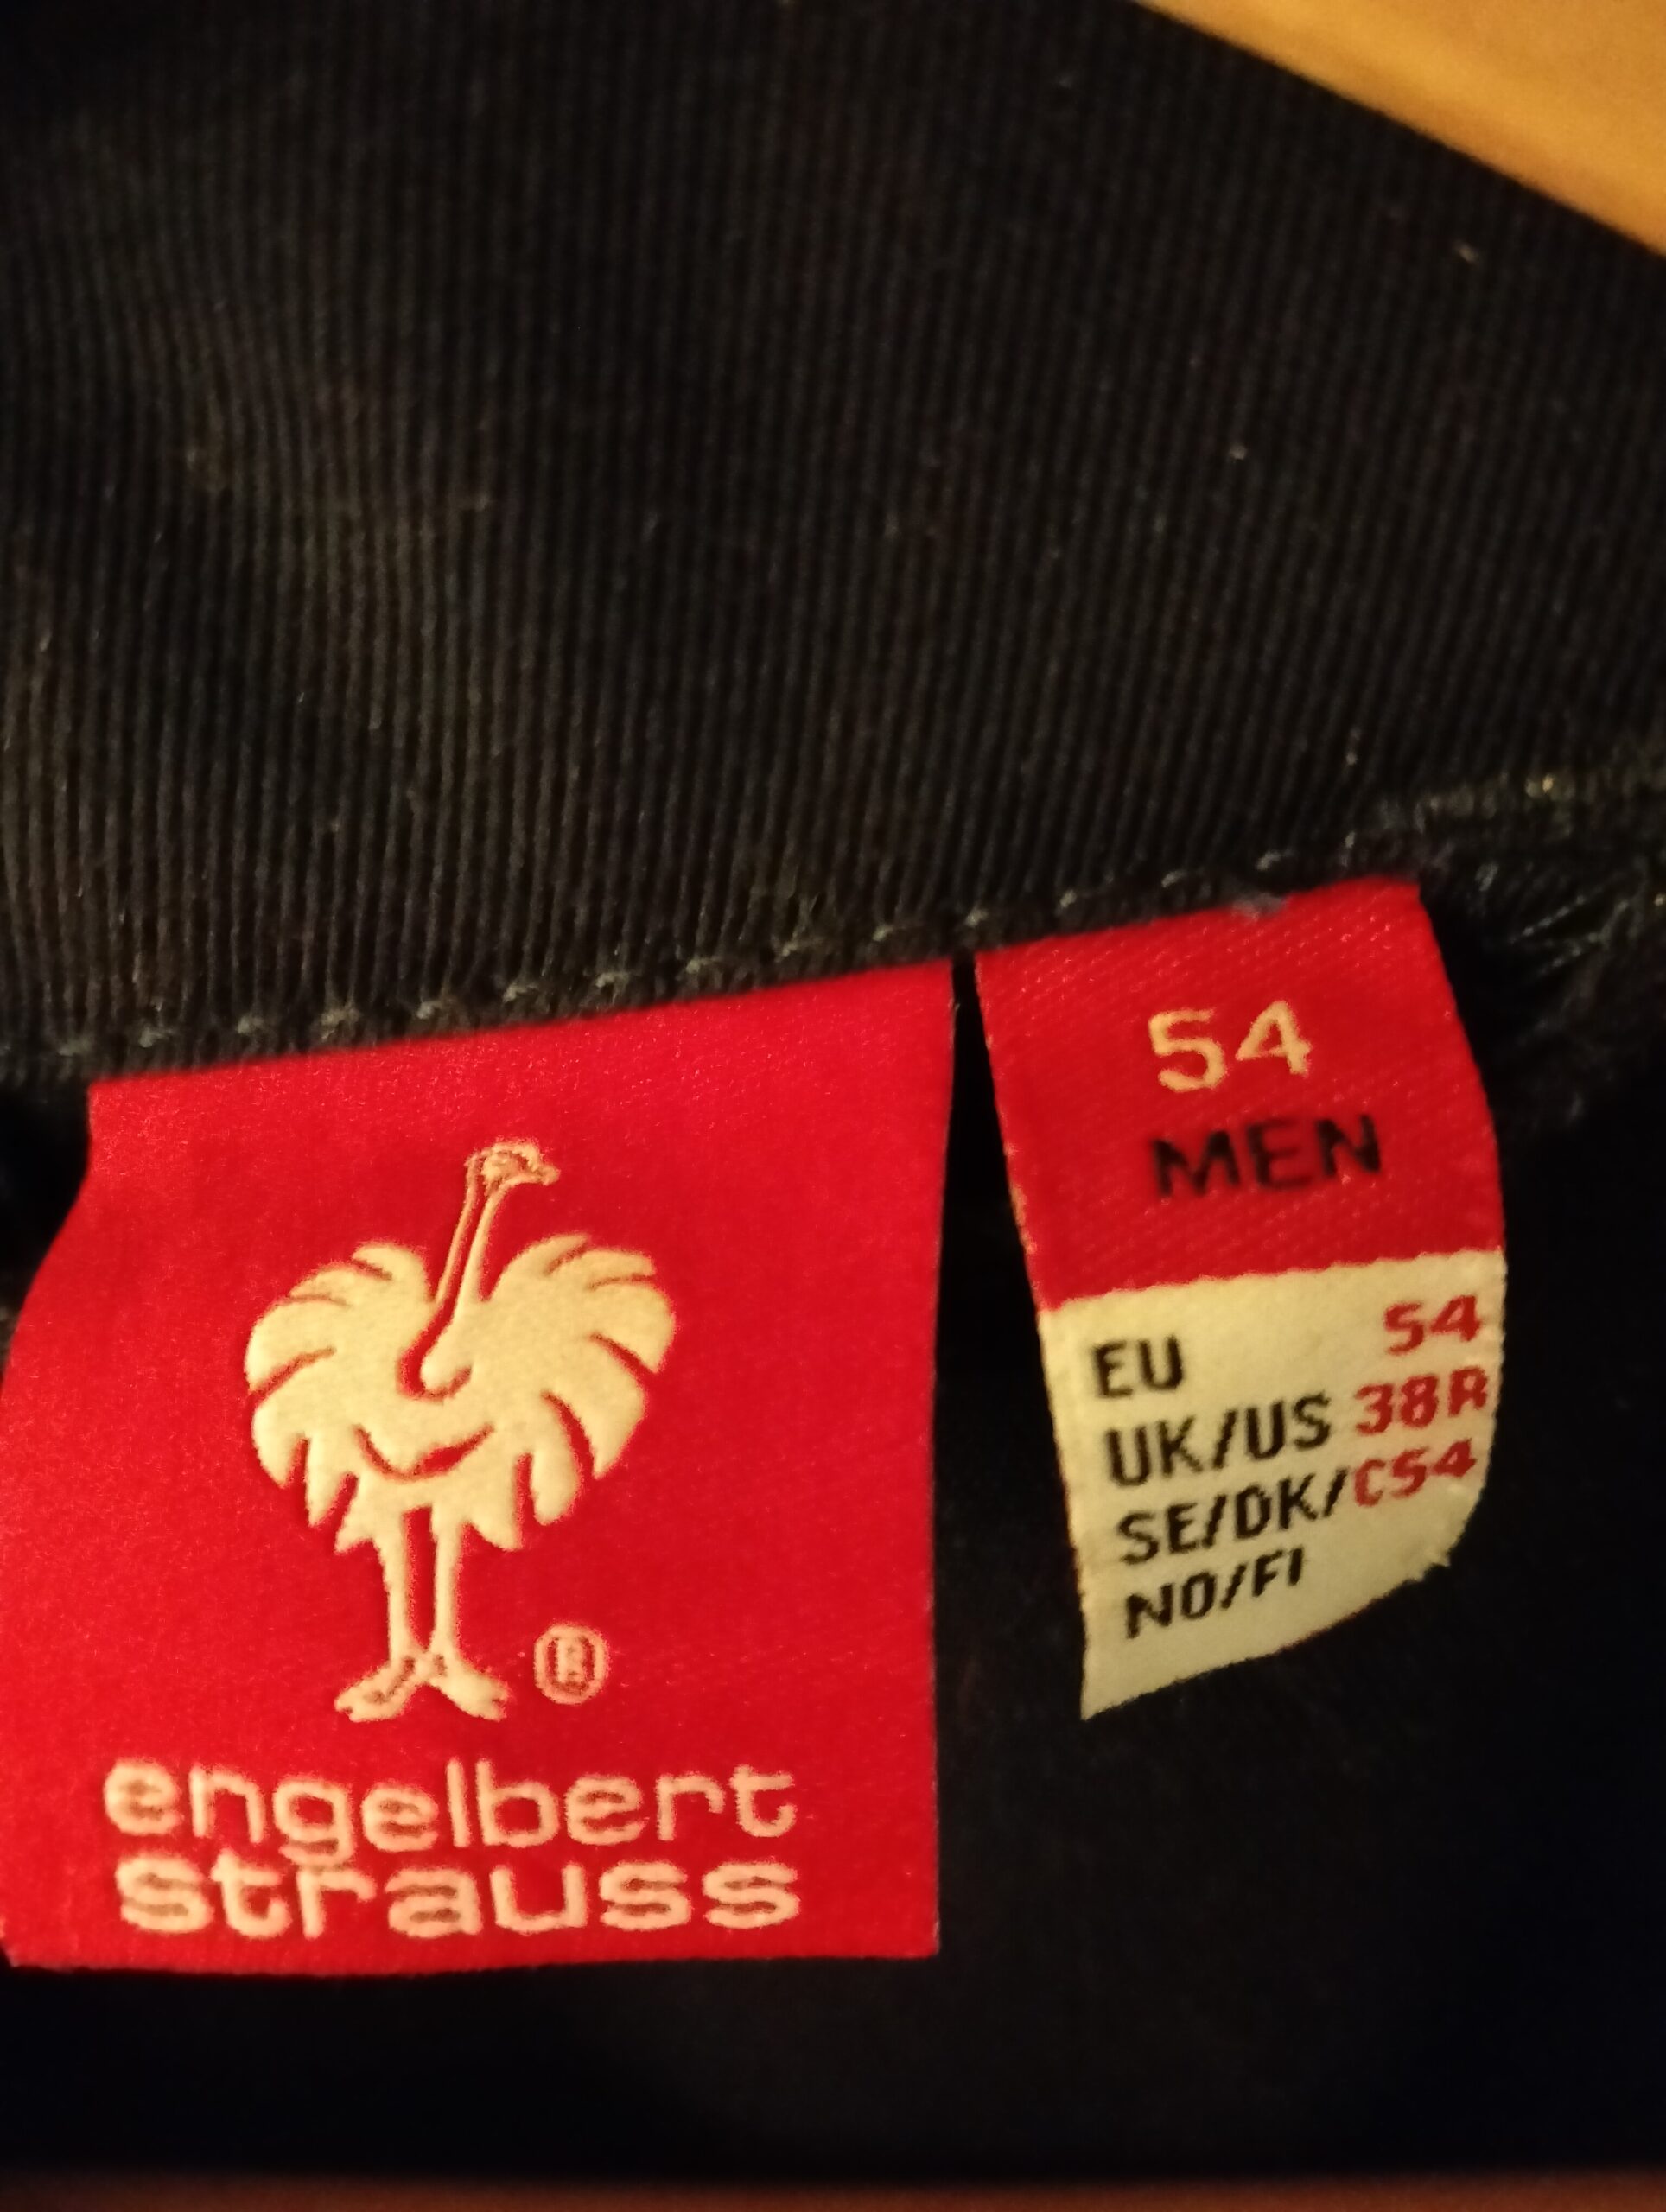 ®
engelbert
strauss
54
MEN
EU 54
UK/US 38R
SE/DK/C54
NO/FI